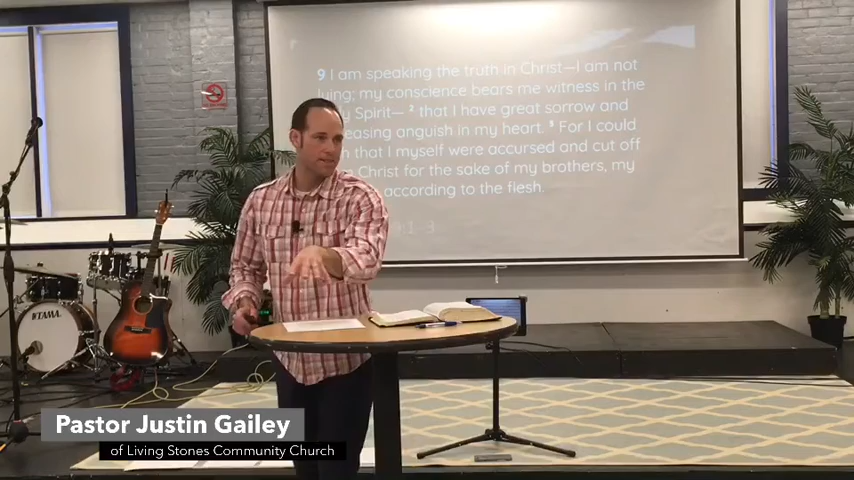 9 I am speaking the truth in Christ—I am not
lying; my conscience bears me witness in the
y Spirit— 2 that I have great sorrow and
easing anguish in my heart. 3 For I could
that I myself were accursed and cut off
Christ for the sake of my brothers, my
according to the flesh.
:1-3
TAMA
Pastor Justin Gailey
of Living Stones Community Church